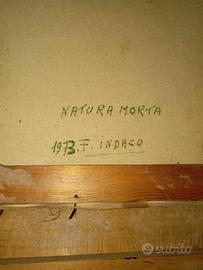 NATURA MORTA
1973. F. INDACO
subito